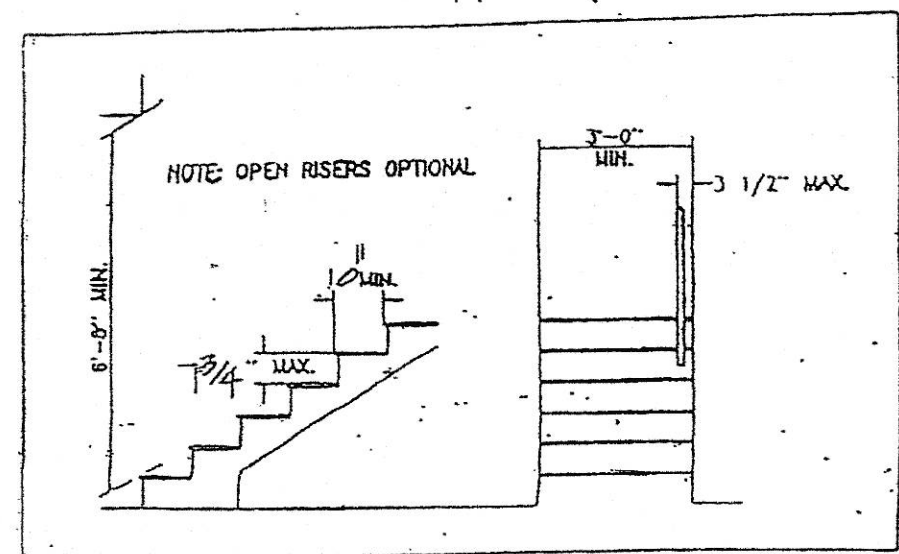 NOTE: OPEN RISERS OPTIONAL
6'-8" MIN.
10" MIN.
7 3/4" MAX.
3'-0"
MIN.
3 1/2" MAX